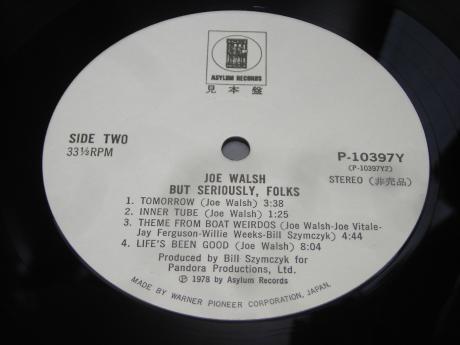 ASYLUM RECORDS
見本盤
SIDE TWO
33⅓RPM
P-10397Y
(P-10397Y2)
STEREO (非売品)
JOE WALSH
BUT SERIOUSLY, FOLKS
1. TOMORROW (Joe Walsh) 3:38
2. INNER TUBE (Joe Walsh) 1:25
3. THEME FROM BOAT WEIRDOS (Joe Walsh-Joe Vitale-
Jay Ferguson-Willie Weeks-Bill Szymczyk) 4:44
4. LIFE'S BEEN GOOD (Joe Walsh) 8:04
Produced by Bill Szymczyk for
Pandora Productions, Ltd.
℗ 1978 by Asylum Records
MADE BY WARNER PIONEER CORPORATION, JAPAN.